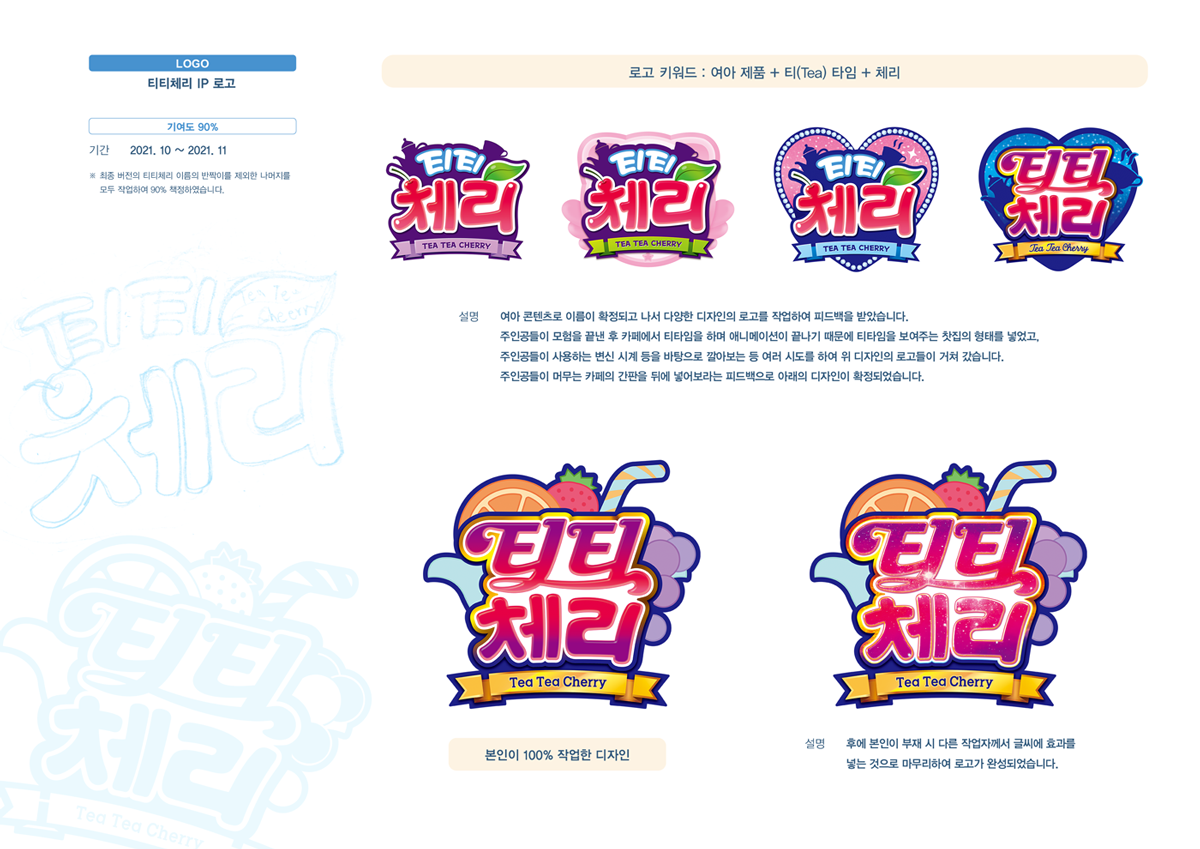 LOGO
티티체리 IP 로고
기여도 90%
기간 2021. 10 ~ 2021. 11
※ 최종 버전의 티티체리 이름의 반짝이를 제외한 나머지를
모두 작업하여 90% 책정하였습니다.
티티
Tea Tea
Cherry
체리
티티
체리
Tea Tea Cherry
로고 키워드 : 여아 제품 + 티(Tea) 타임 + 체리
티티
체리
TEA TEA CHERRY
티티
체리
TEA TEA CHERRY
티티
체리
TEA TEA CHERRY
티티
체리
Tea Tea Cherry
설명 여아 콘텐츠로 이름이 확정되고 나서 다양한 디자인의 로고를 작업하여 피드백을 받았습니다.
주인공들이 모험을 끝낸 후 카페에서 티타임을 하며 애니메이션이 끝나기 때문에 티타임을 보여주는 찻집의 형태를 넣었고,
주인공들이 사용하는 변신 시계 등을 바탕으로 깔아보는 등 여러 시도를 하여 위 디자인의 로고들이 거쳐 갔습니다.
주인공들이 머무는 카페의 간판을 뒤에 넣어보라는 피드백으로 아래의 디자인이 확정되었습니다.
티티
체리
Tea Tea Cherry
본인이 100% 작업한 디자인
티티
체리
Tea Tea Cherry
설명 후에 본인이 부재 시 다른 작업자께서 글씨에 효과를
넣는 것으로 마무리하여 로고가 완성되었습니다.